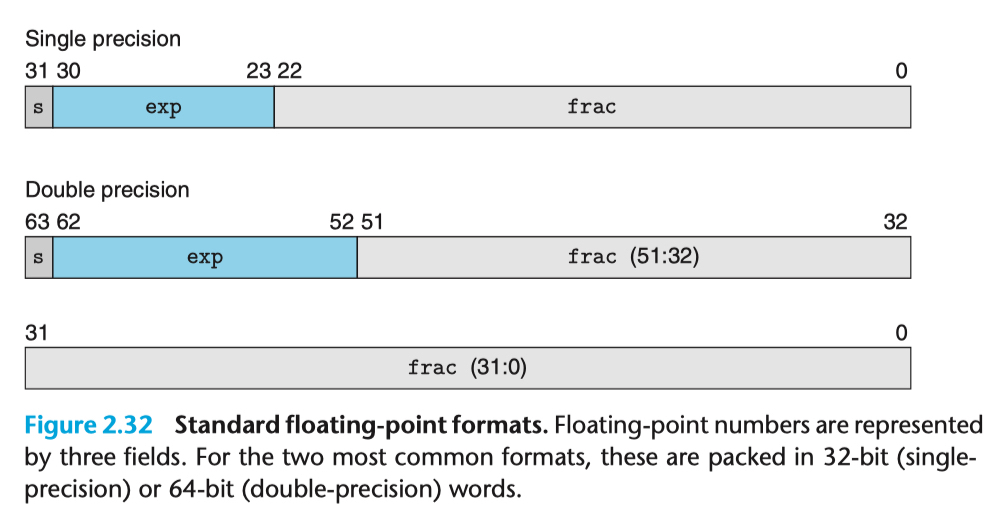 Single precision
31 30 23 22 0
s exp frac
Double precision
63 62 52 51 32
s exp frac (51:32)
31 0
frac (31:0)
Figure 2.32 Standard floating-point formats. Floating-point numbers are represented
by three fields. For the two most common formats, these are packed in 32-bit (single-
precision) or 64-bit (double-precision) words.